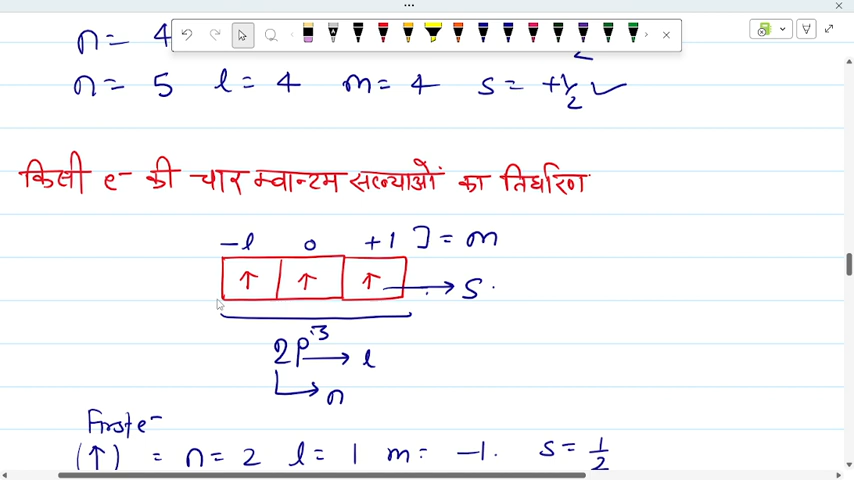 n = 4
n = 5 l = 4 m = 4 s = +1/2 ✓
किसी e- की चार क्वान्टम संख्याओं का निर्धारण
-l 0 +1 ] = m
↑ ↑ ↑ → S
2p3 → l
→ n
First e-
(↑) = n = 2 l = 1 m = -1. s = 1/2